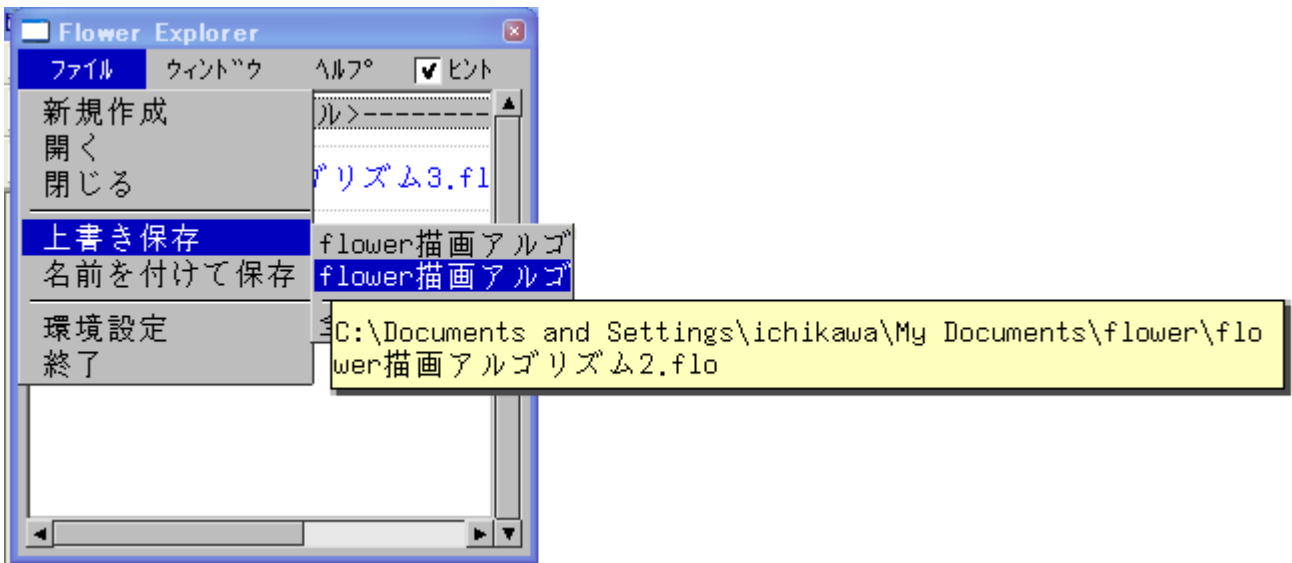 Flower Explorer
ファイル ウィンドウ ヘルプ ヒント
新規作成
ル>--------
開く
閉じる
ゴリズム3.fl
上書き保存
flower描画アルゴ
名前を付けて保存
flower描画アルゴ
環境設定
C:\Documents and Settings\ichikawa\My Documents\flower\flo
wer描画アルゴリズム2.flo
終了